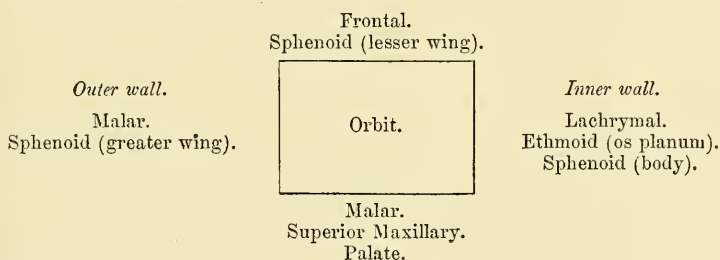 Frontal.
Sphenoid (lesser wing).
Outer wall.
Malar.
Sphenoid (greater wing).
Orbit.
Inner wall.
Lachrymal.
Ethmoid (os planum).
Sphenoid (body).
Malar.
Superior Maxillary.
Palate.